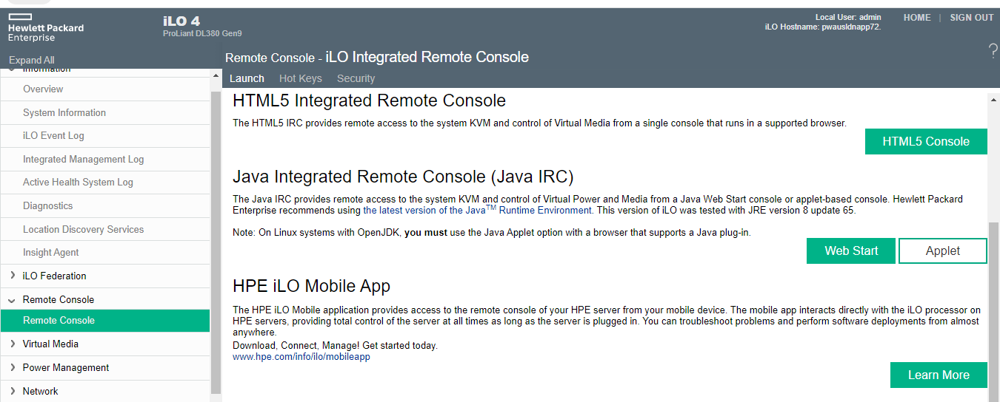 Hewlett Packard
Enterprise
iLO 4
ProLiant DL380 Gen9
Local User: admin
iLO Hostname: pwausldnapp72.
HOME | SIGN OUT
Expand All
Remote Console - iLO Integrated Remote Console
?
Launch Hot Keys Security
Information
Overview
System Information
iLO Event Log
Integrated Management Log
Active Health System Log
Diagnostics
Location Discovery Services
Insight Agent
iLO Federation
Remote Console
Remote Console
Virtual Media
Power Management
Network
HTML5 Integrated Remote Console
The HTML5 IRC provides remote access to the system KVM and control of Virtual Media from a single console that runs in a supported browser.
HTML5 Console
Java Integrated Remote Console (Java IRC)
The Java IRC provides remote access to the system KVM and control of Virtual Power and Media from a Java Web Start console or applet-based console. Hewlett Packard
Enterprise recommends using the latest version of the Java™ Runtime Environment. This version of iLO was tested with JRE version 8 update 65.
Note: On Linux systems with OpenJDK, you must use the Java Applet option with a browser that supports a Java plug-in.
Web Start Applet
HPE iLO Mobile App
The HPE iLO Mobile application provides access to the remote console of your HPE server from your mobile device. The mobile app interacts directly with the iLO processor on
HPE servers, providing total control of the server at all times as long as the server is plugged in. You can troubleshoot problems and perform software deployments from almost
anywhere.
Download, Connect, Manage! Get started today.
www.hpe.com/info/ilo/mobileapp
Learn More